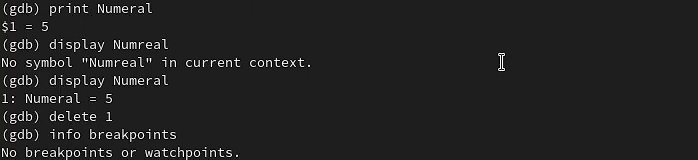 (gdb) print Numeral
$1 = 5
(gdb) display Numreal
No symbol "Numreal" in current context.
(gdb) display Numeral
1: Numeral = 5
(gdb) delete 1
(gdb) info breakpoints
No breakpoints or watchpoints.